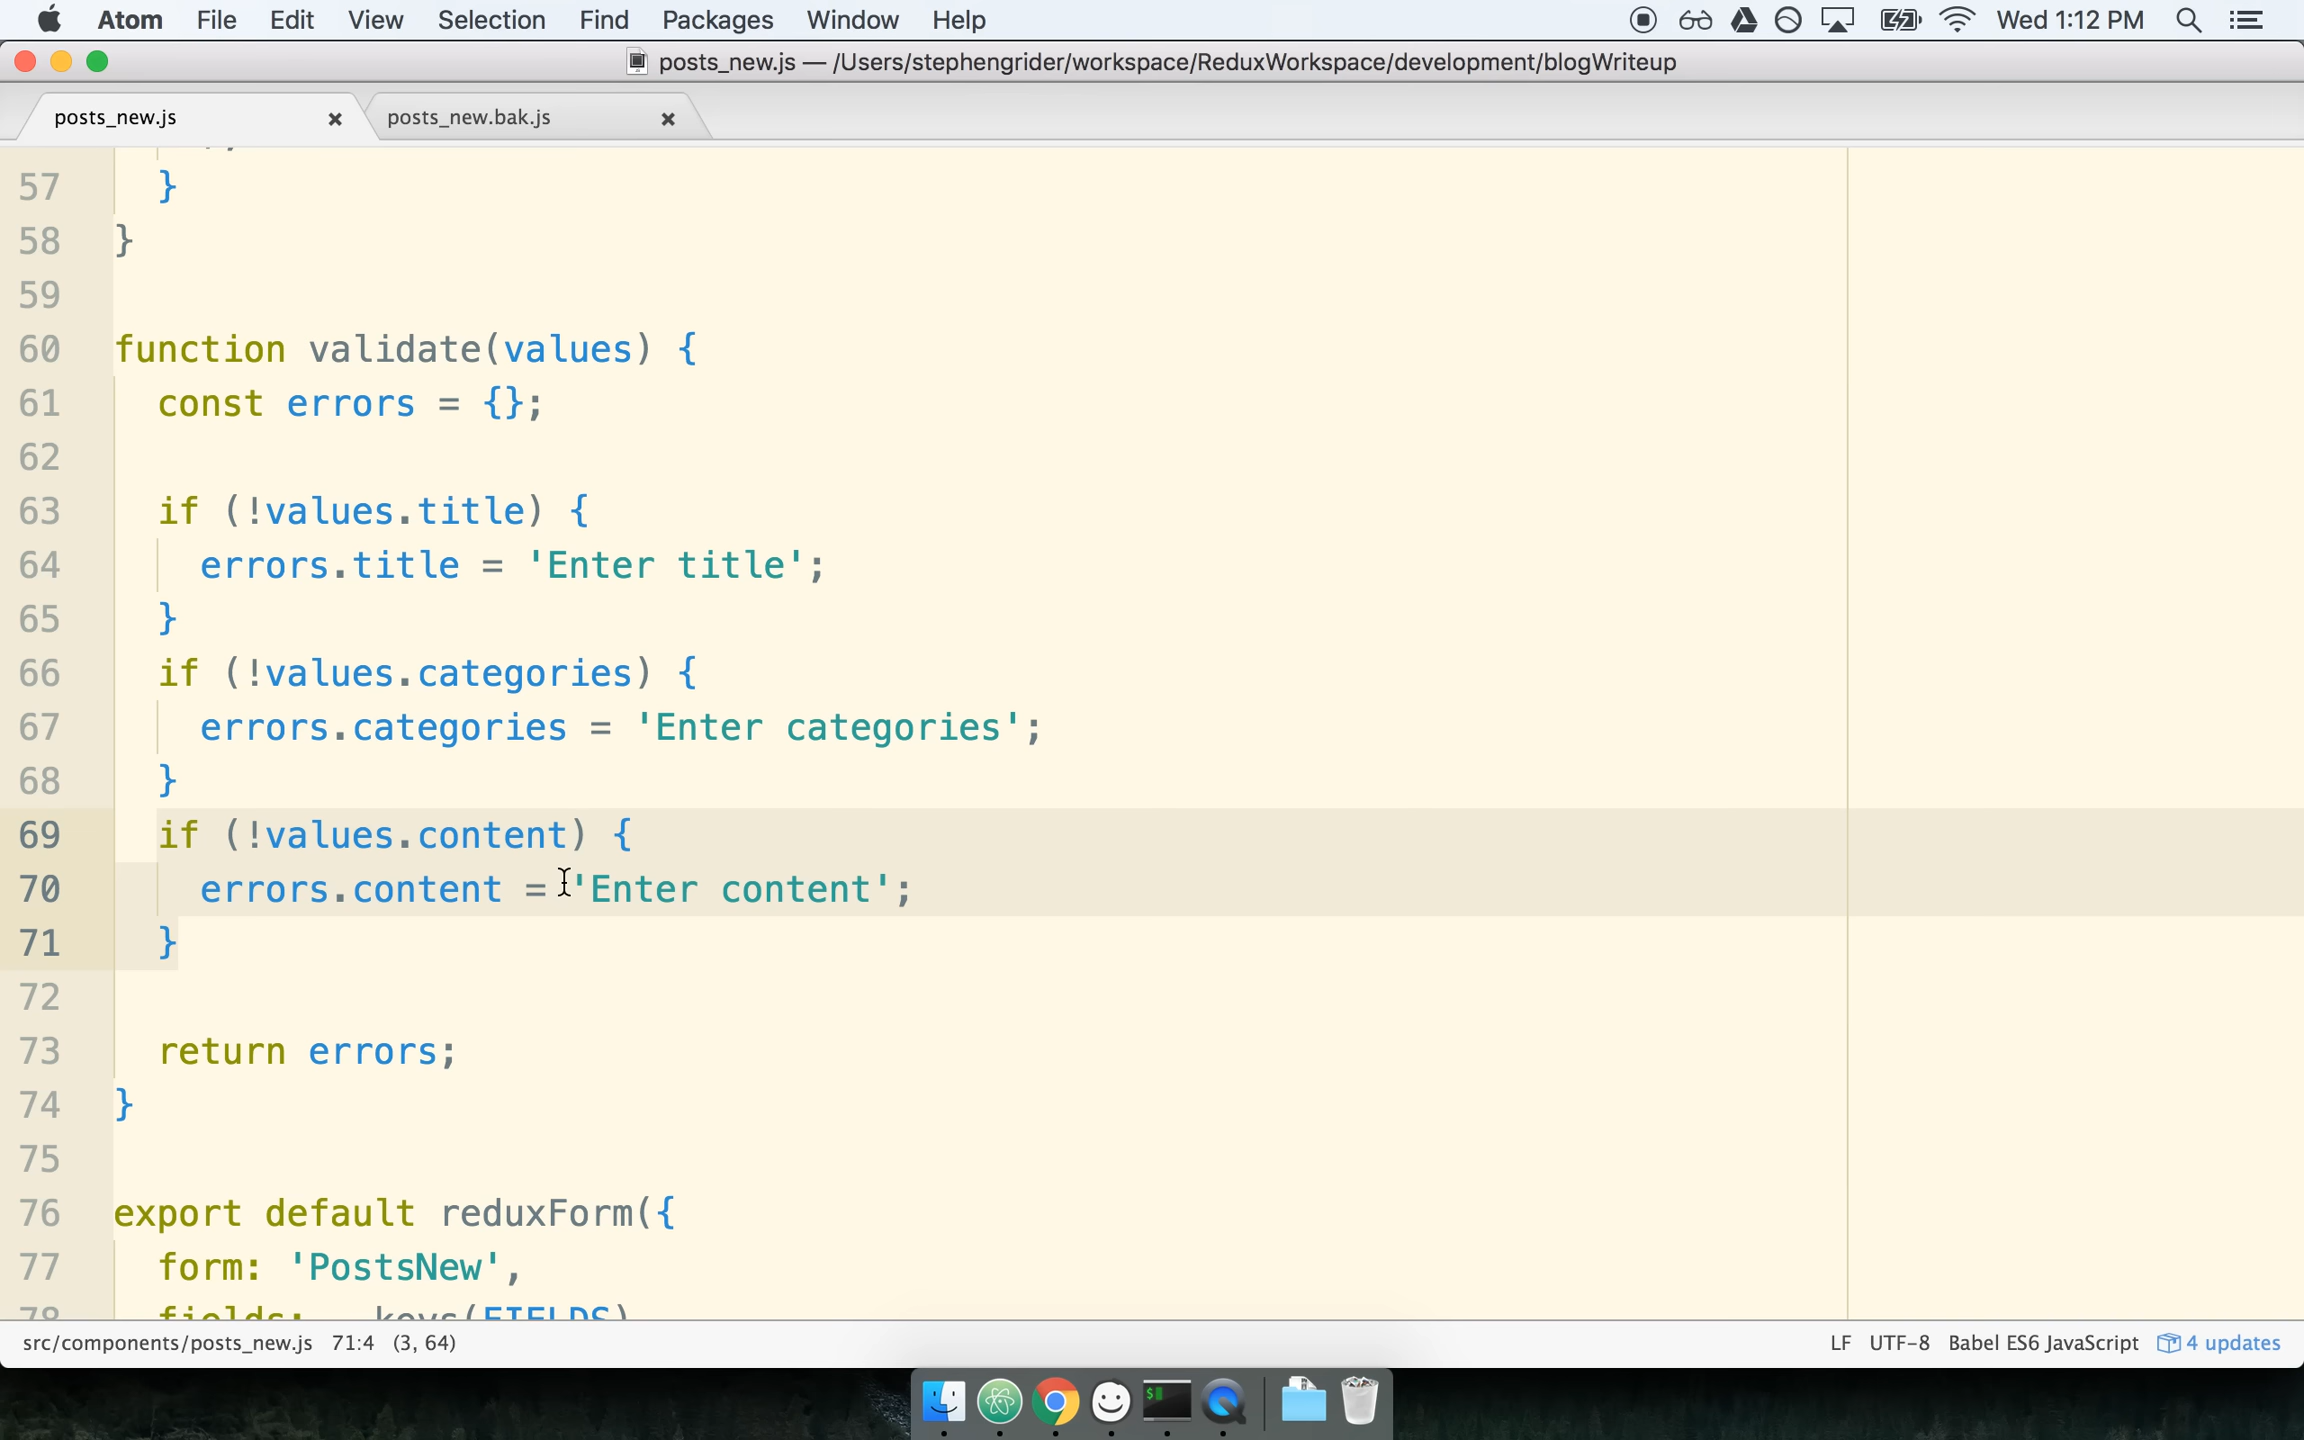 Atom File Edit View Selection Find Packages Window Help Wed 1:12 PM
posts_new.js — /Users/stephengrider/workspace/ReduxWorkspace/development/blogWriteup
posts_new.js posts_new.bak.js
57 }
58 }
59
60 function validate(values) {
61 const errors = {};
62
63 if (!values.title) {
64 errors.title = 'Enter title';
65 }
66 if (!values.categories) {
67 errors.categories = 'Enter categories';
68 }
69 if (!values.content) {
70 errors.content = 'Enter content';
71 }
72
73 return errors;
74 }
75
76 export default reduxForm({
77 form: 'PostsNew',
78 fields: _.keys(FIELDS)
src/components/posts_new.js 71:4 (3, 64) LF UTF-8 Babel ES6 JavaScript 4 updates